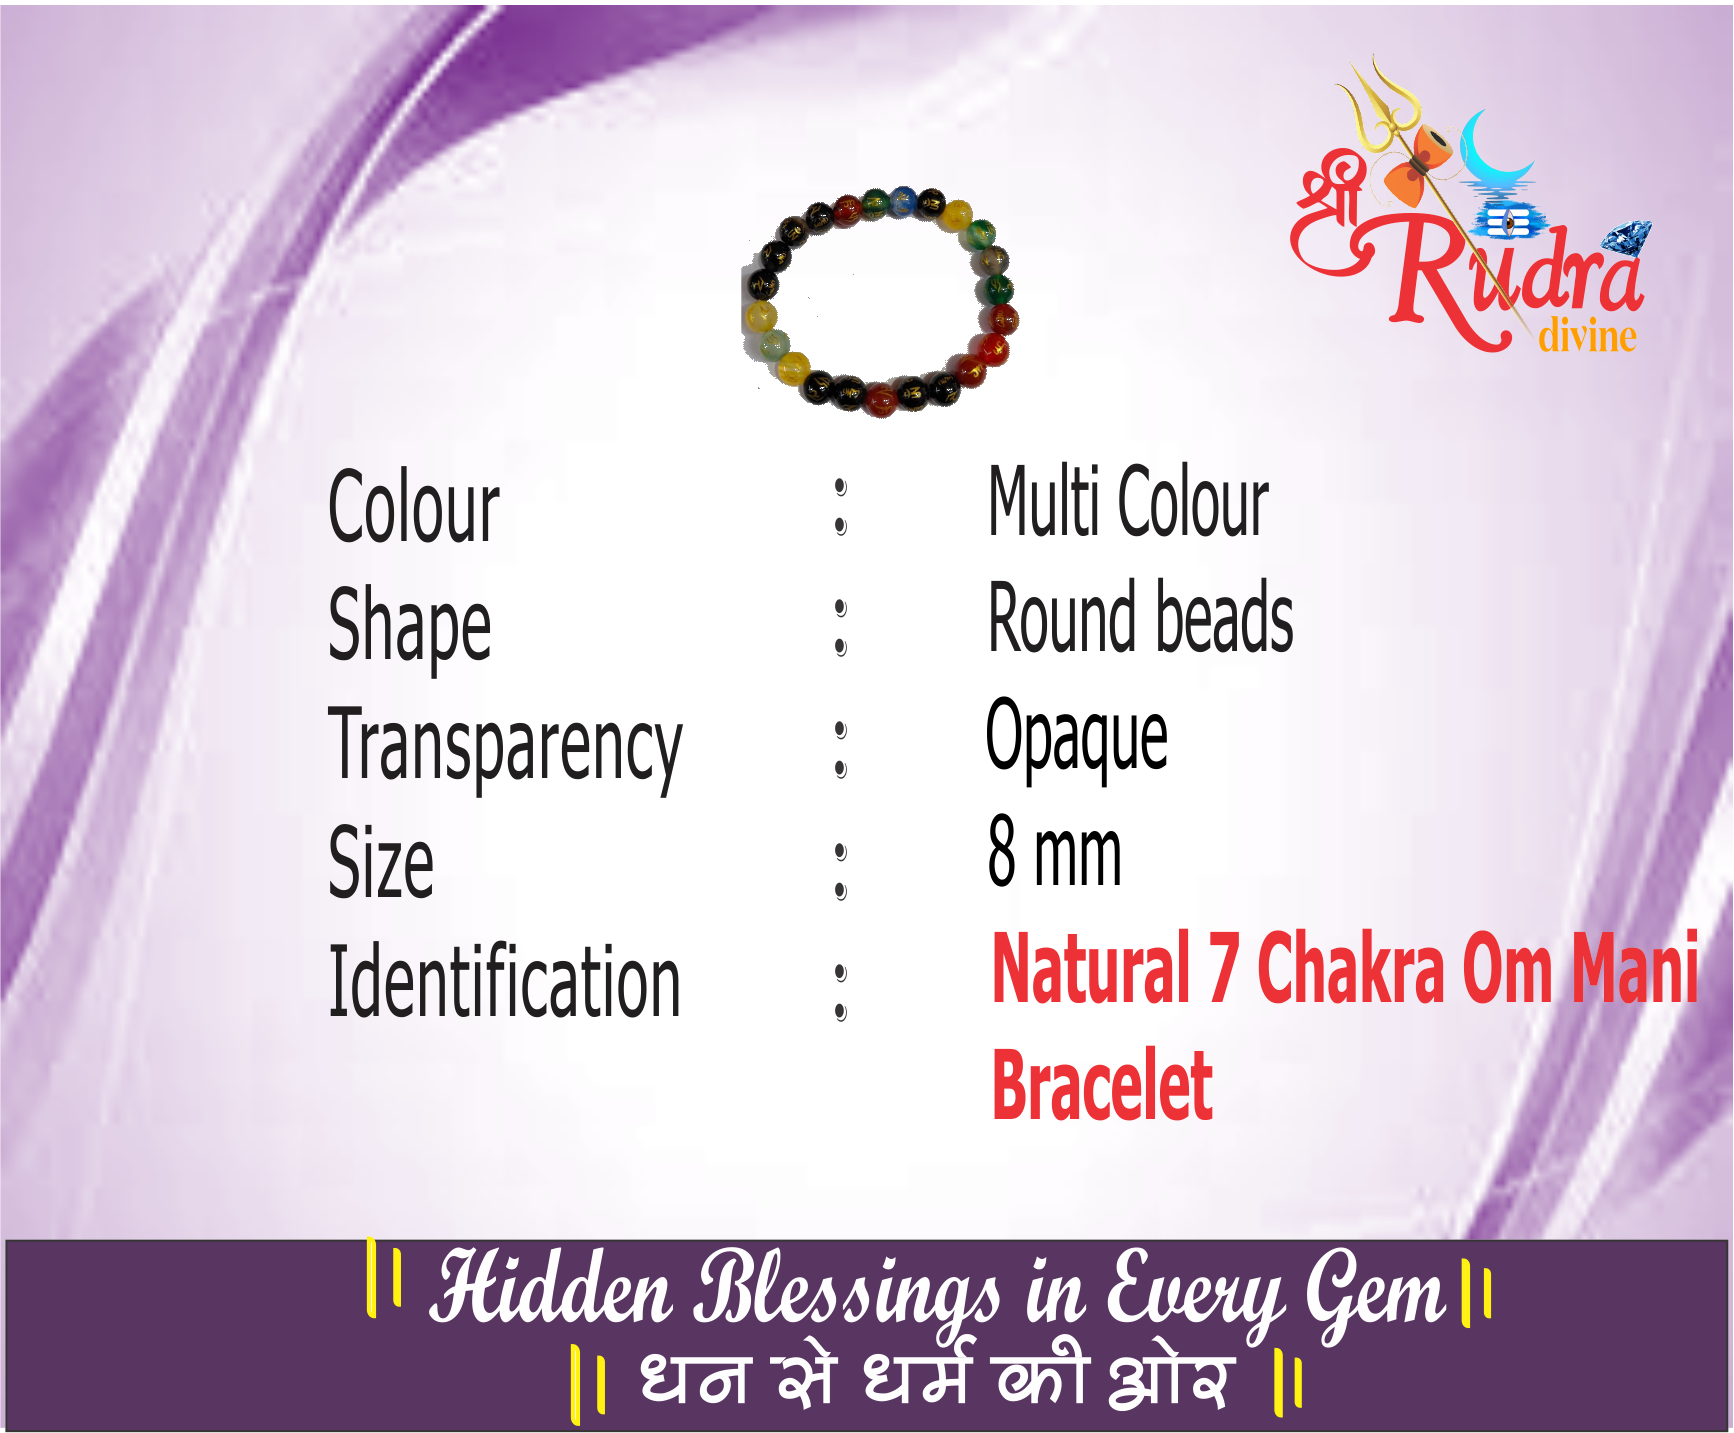 श्री
Rudra
divine
Colour : Multi Colour
Shape : Round beads
Transparency : Opaque
Size : 8 mm
Identification : Natural 7 Chakra Om Mani
Bracelet
|| Hidden Blessings in Every Gem ||
|| धन से धर्म की ओर ||